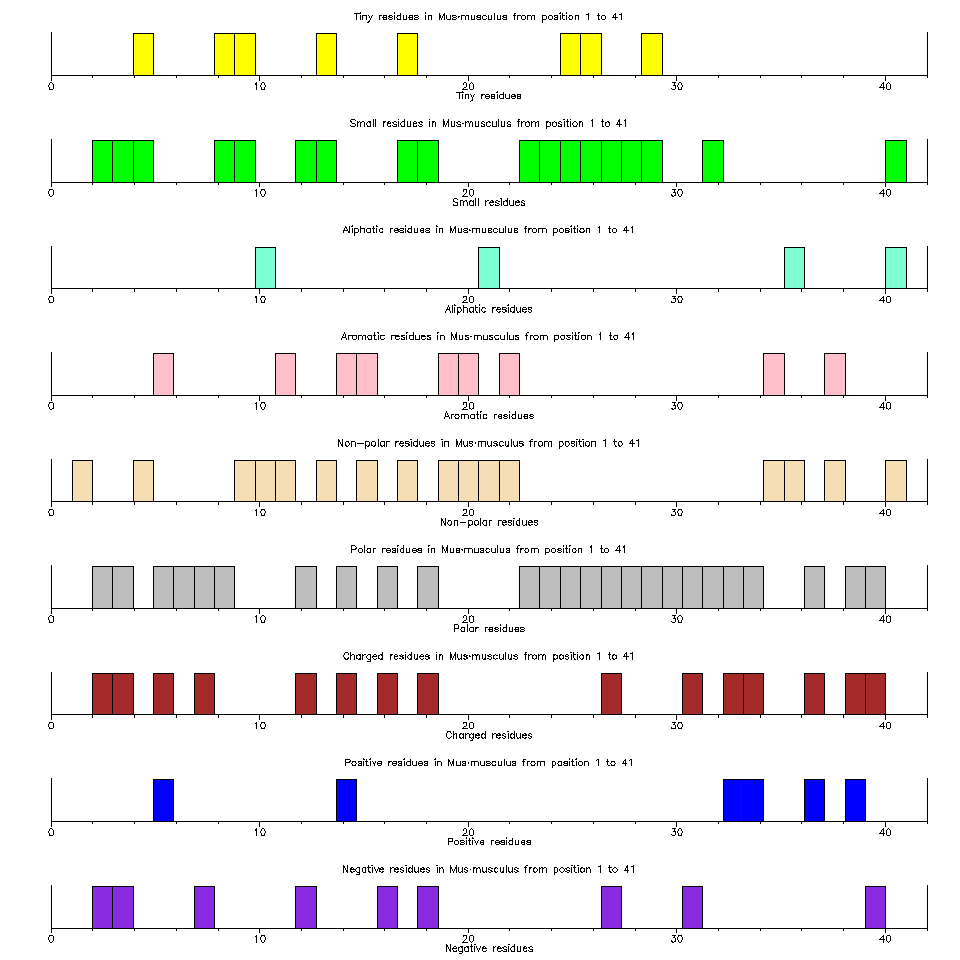 Tiny residues in Mus-musculus from position 1 to 41
0 10 20 30 40
Tiny residues
Small residues in Mus-musculus from position 1 to 41
0 10 20 30 40
Small residues
Aliphatic residues in Mus-musculus from position 1 to 41
0 10 20 30 40
Aliphatic residues
Aromatic residues in Mus-musculus from position 1 to 41
0 10 20 30 40
Aromatic residues
Non-polar residues in Mus-musculus from position 1 to 41
0 10 20 30 40
Non-polar residues
Polar residues in Mus-musculus from position 1 to 41
0 10 20 30 40
Polar residues
Charged residues in Mus-musculus from position 1 to 41
0 10 20 30 40
Charged residues
Positive residues in Mus-musculus from position 1 to 41
0 10 20 30 40
Positive residues
Negative residues in Mus-musculus from position 1 to 41
0 10 20 30 40
Negative residues